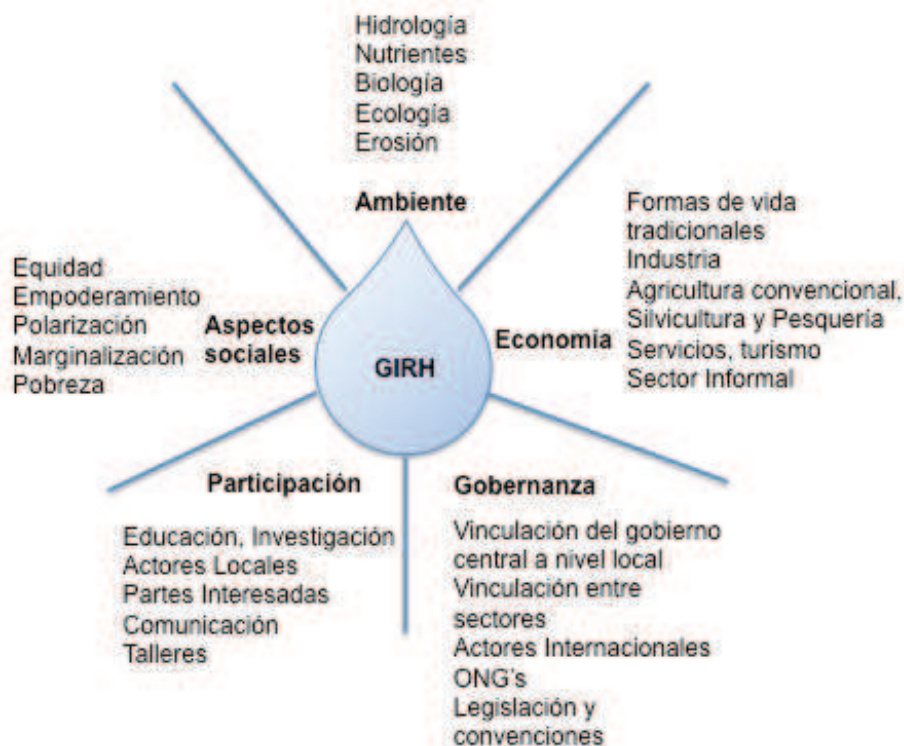 Hidrología
Nutrientes
Biología
Ecología
Erosión
Ambiente
Formas de vida
tradicionales
Industria
Agricultura convencional,
Silvicultura y Pesquería
Servicios, turismo
Sector Informal
Economía
Equidad
Empoderamiento
Polarización
Marginalización
Pobreza
Aspectos
sociales
GIRH
Participación
Educación, Investigación
Actores Locales
Partes Interesadas
Comunicación
Talleres
Gobernanza
Vinculación del gobierno
central a nivel local
Vinculación entre
sectores
Actores Internacionales
ONG's
Legislación y
convenciones